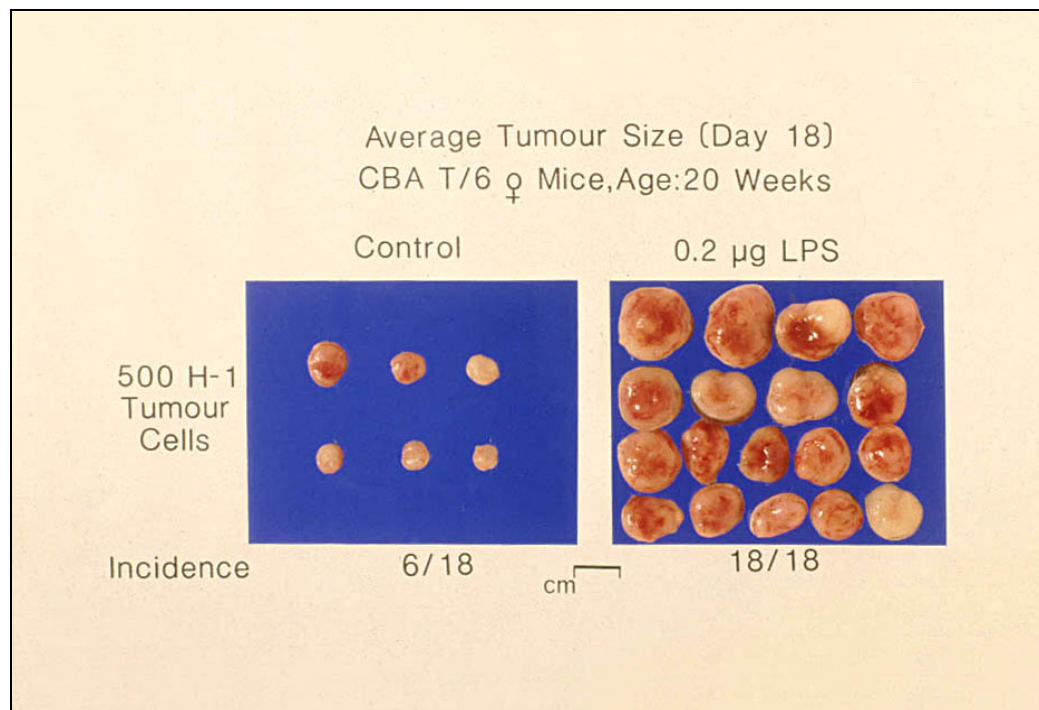 Average Tumour Size (Day 18)
CBA T/6 ♀ Mice, Age: 20 Weeks
Control
0.2 µg LPS
500 H-1
Tumour
Cells
Incidence
6/18
cm
18/18